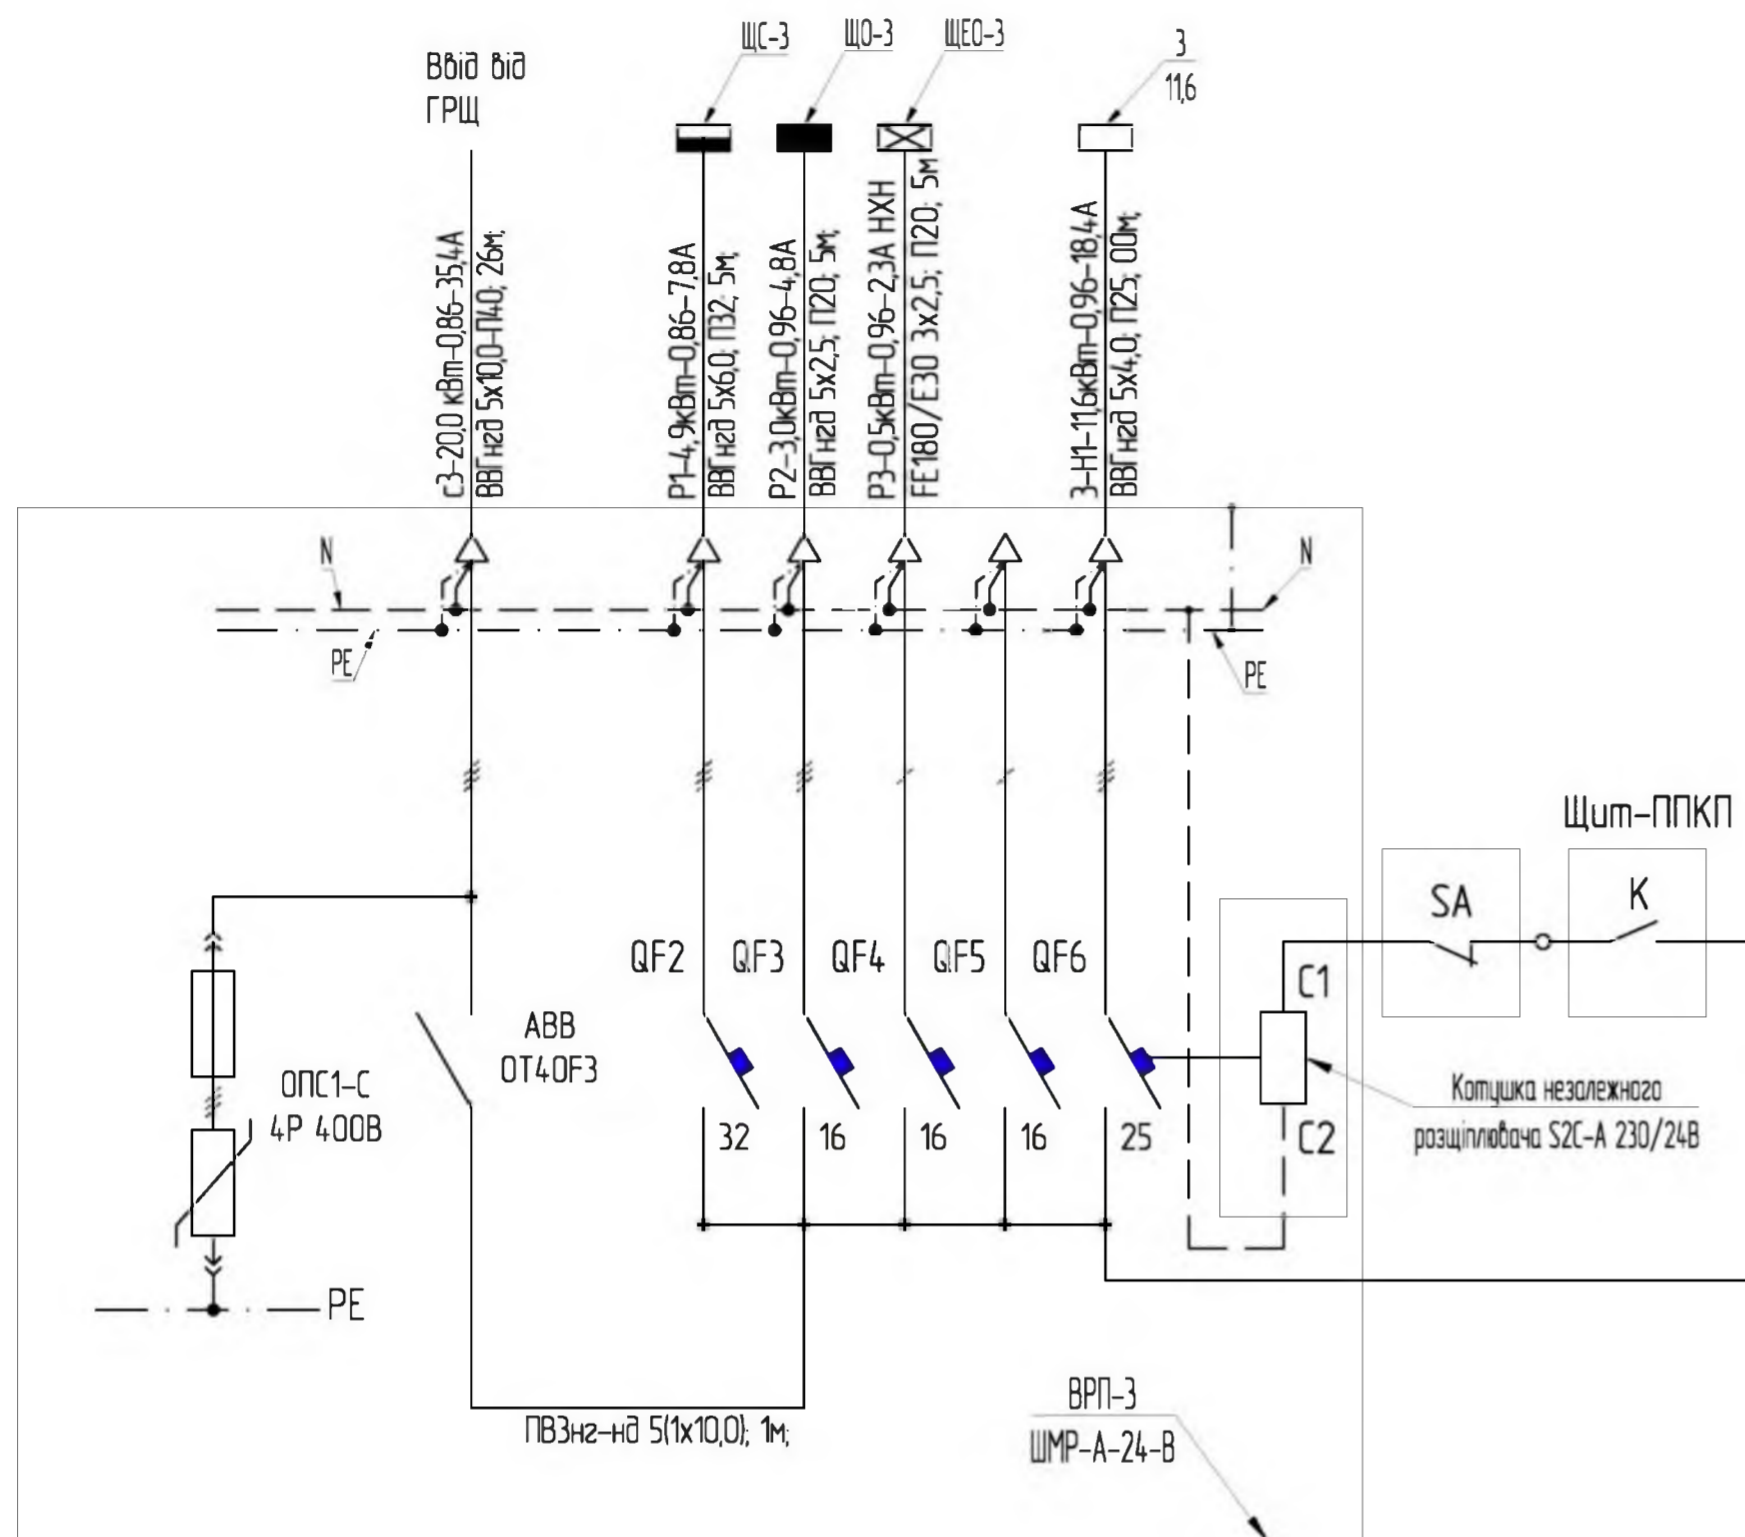 Ввід від
ГРЩ
ЩС-3
ЩО-3
ЩЕО-3
3
11,6
с3-20,0 кВт-0,86-35,4А
ВВГнгд 5х10,0-П40; 26м;
Р1-4,9кВт-0,86-7,8А
ВВГнгд 5х6,0; П32; 5м;
Р2-3,0кВт-0,96-4,8А
ВВГнгд 5х2,5; П20; 5м;
Р3-0,5кВт-0,96-2,3А НХН
FE180/E30 3х2,5; П20; 5м
3-Н1-11,6кВт-0,96-18,4А
ВВГнгд 5х4,0; П25; 00м;
N
N
PE
PE
Щит-ППКП
SA
K
QF2
QF3
QF4
QF5
QF6
C1
ABB
OT40F3
ОПС1-С
4Р 400В
32
16
16
16
25
C2
Котушка незалежного
розщіплювача S2C-A 230/24В
PE
ПВ3нг-нд 5(1х10,0); 1м;
ВРП-3
ШМР-А-24-В